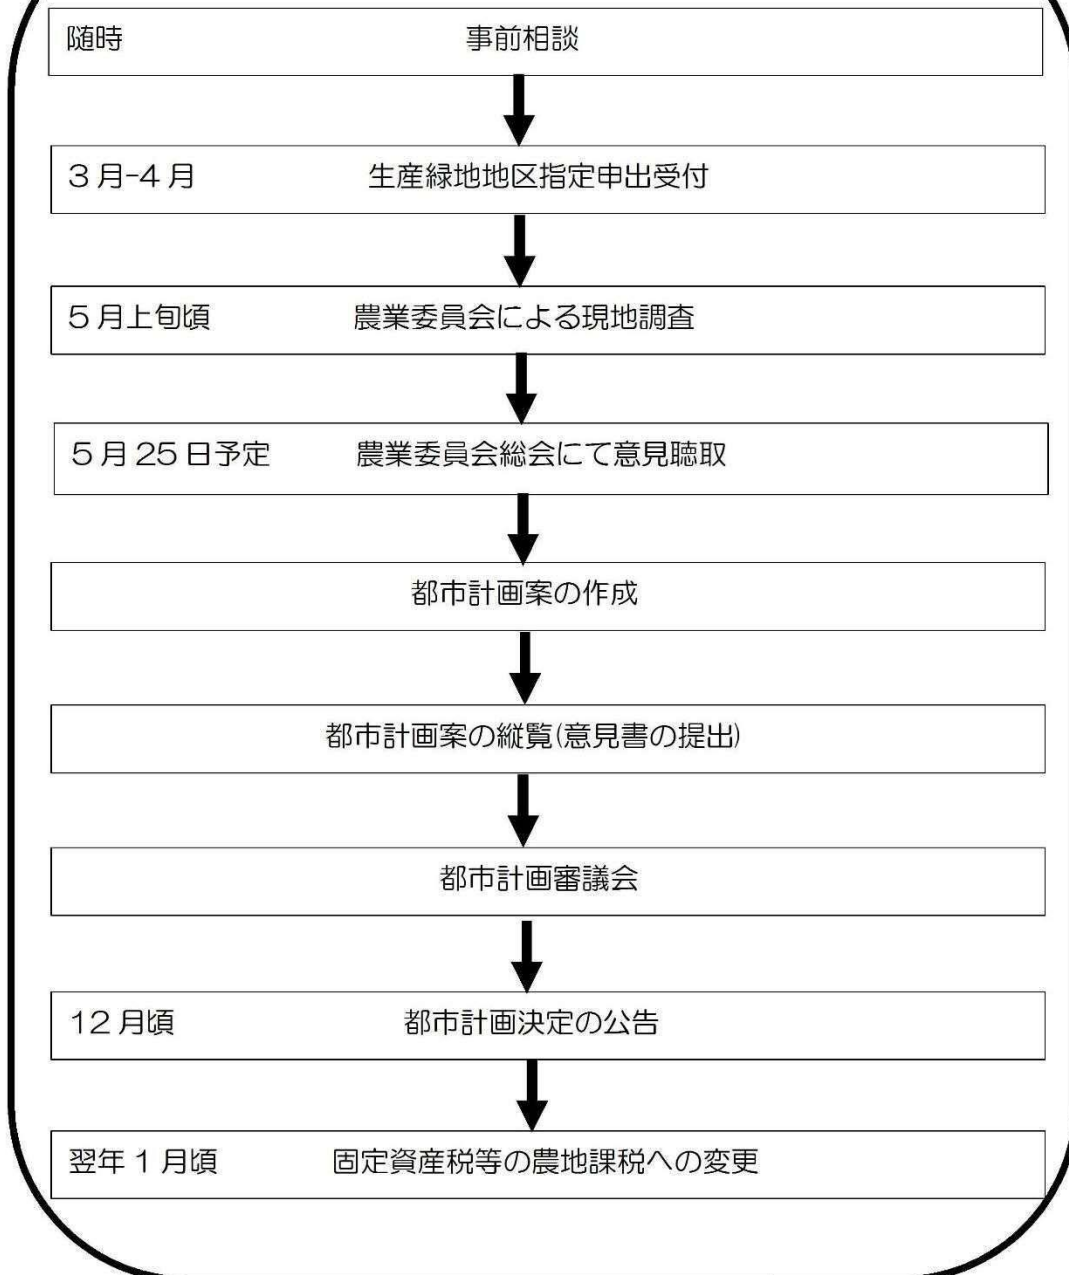 随時 事前相談
3月-4月 生産緑地地区指定申出受付
5月上旬頃 農業委員会による現地調査
5月25日予定 農業委員会総会にて意見聴取
都市計画案の作成
都市計画案の縦覧(意見書の提出)
都市計画審議会
12月頃 都市計画決定の公告
翌年1月頃 固定資産税等の農地課税への変更